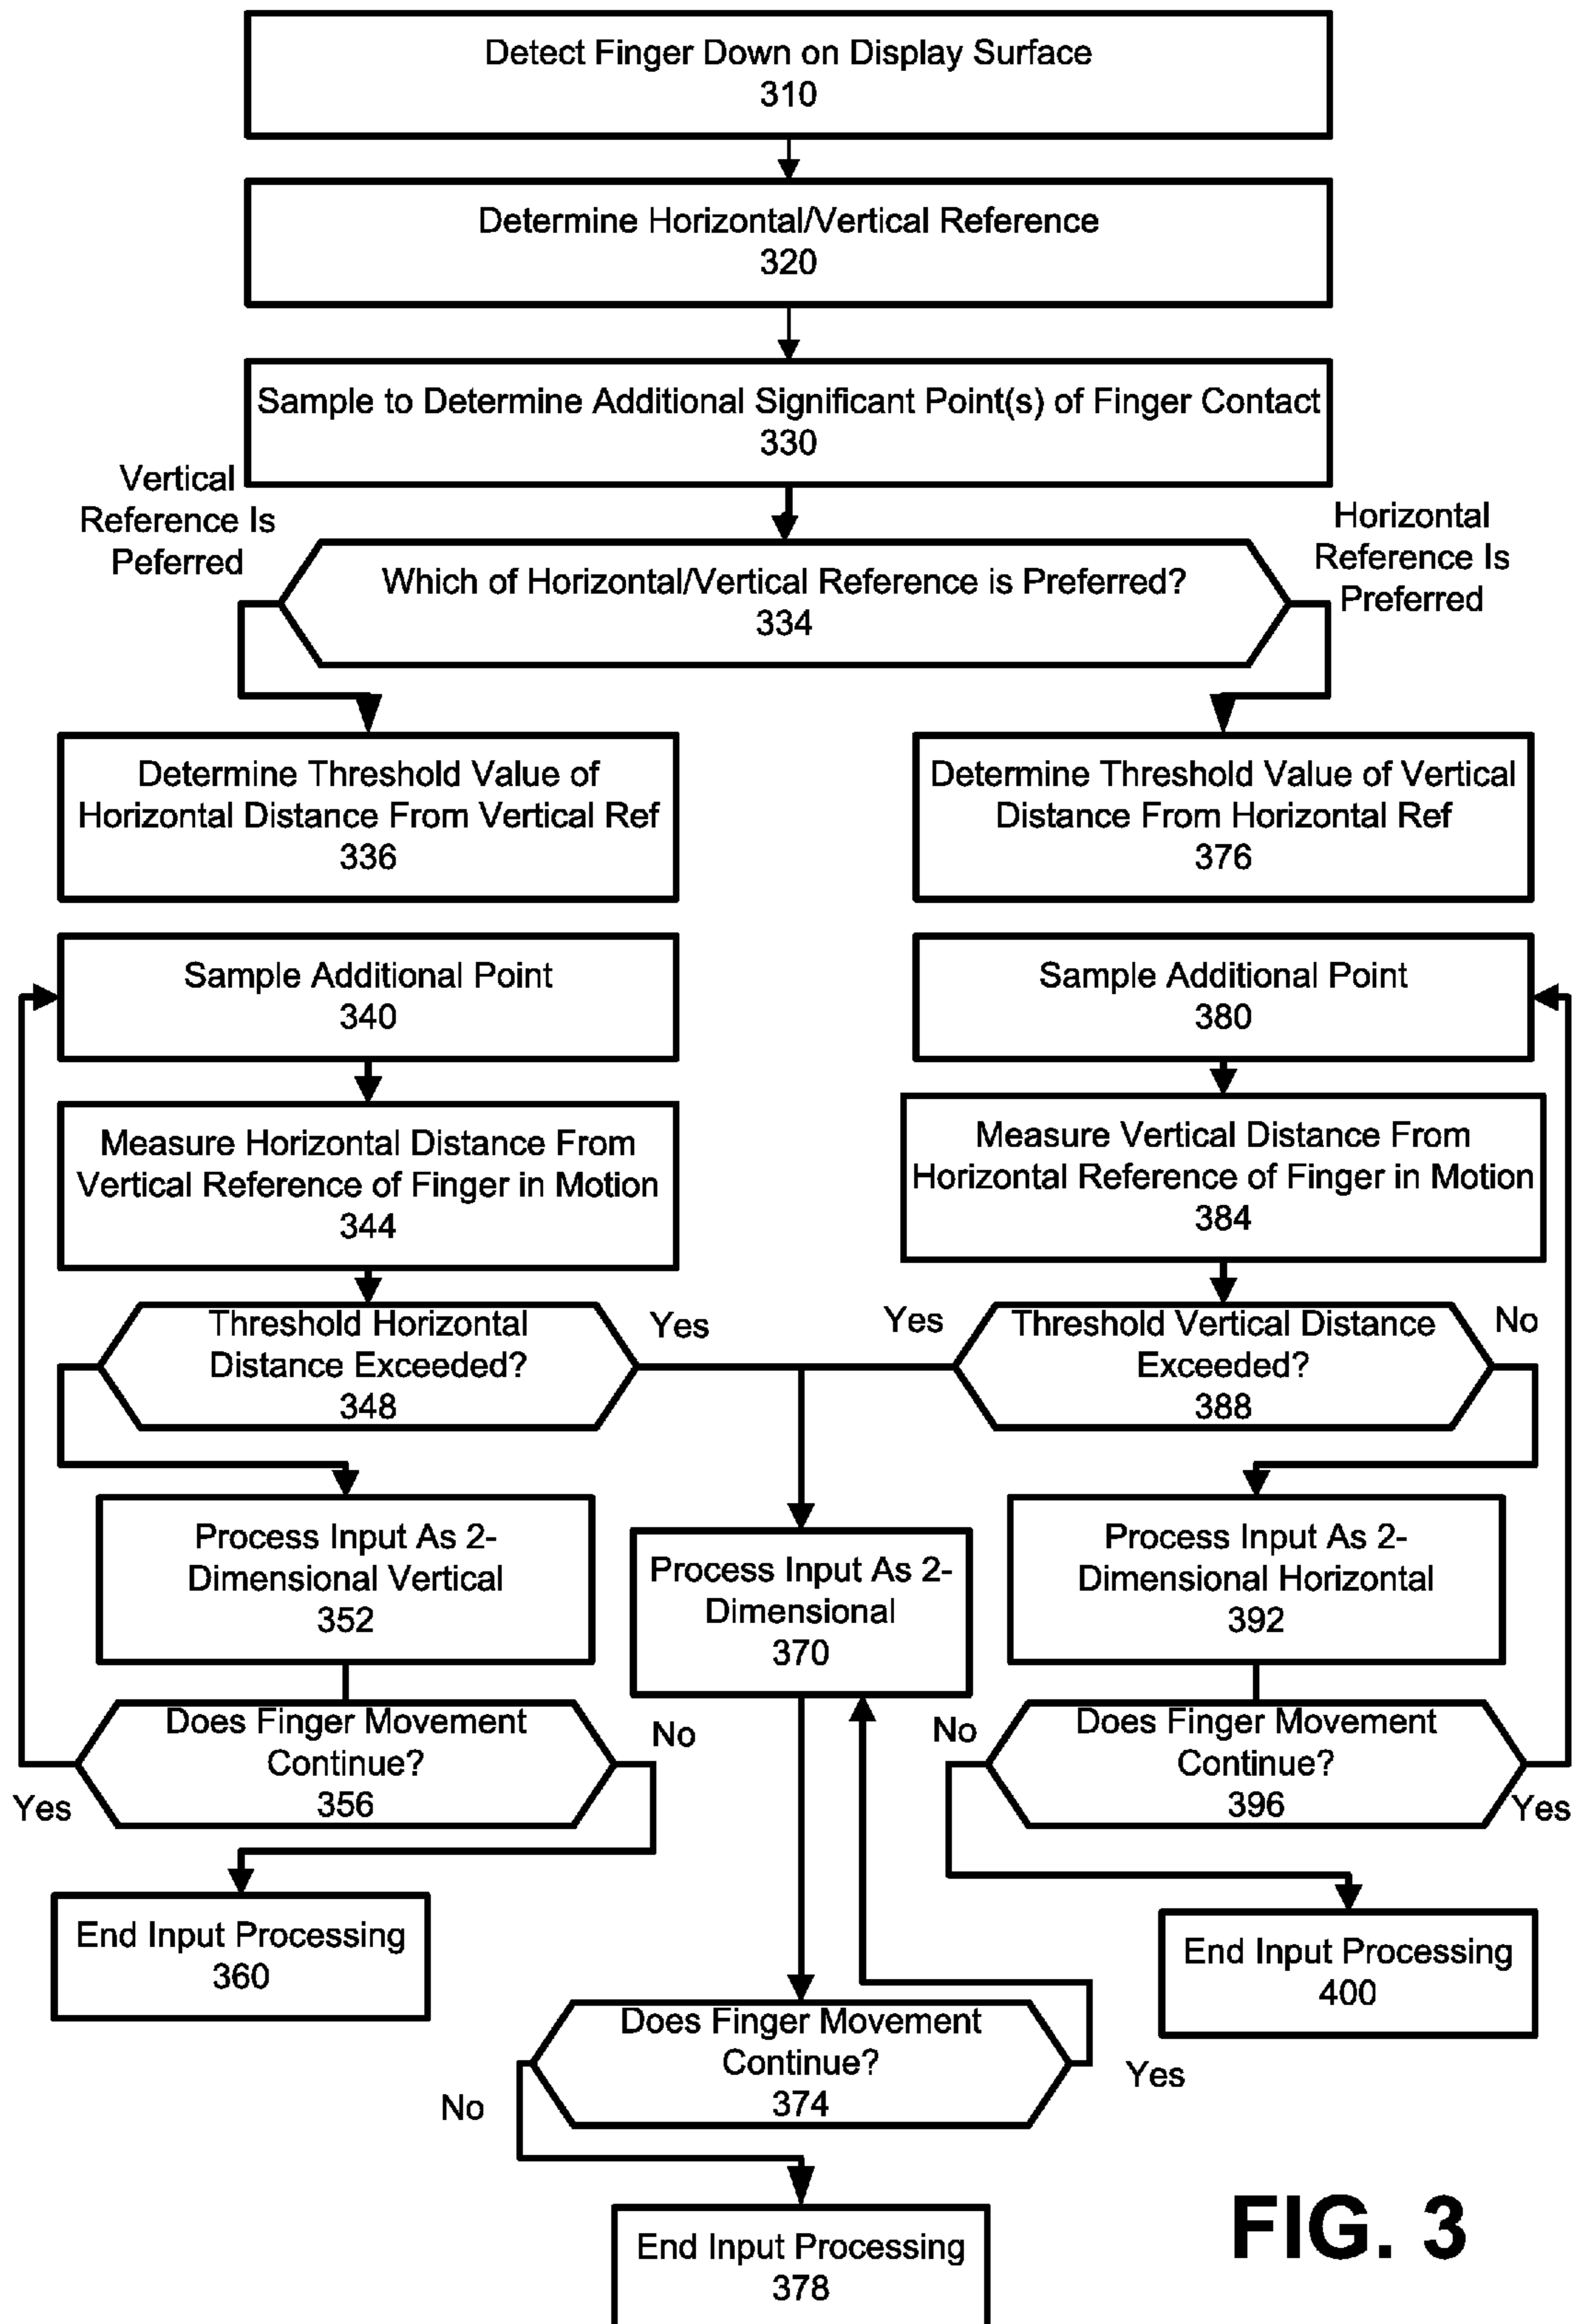 Detect Finger Down on Display Surface
310
Determine Horizontal/Vertical Reference
320
Sample to Determine Additional Significant Point(s) of Finger Contact
330
Vertical
Reference Is
Peferred
Horizontal
Reference Is
Preferred
Which of Horizontal/Vertical Reference is Preferred?
334
Determine Threshold Value of
Horizontal Distance From Vertical Ref
336
Determine Threshold Value of Vertical
Distance From Horizontal Ref
376
Sample Additional Point
340
Sample Additional Point
380
Measure Horizontal Distance From
Vertical Reference of Finger in Motion
344
Measure Vertical Distance From
Horizontal Reference of Finger in Motion
384
Threshold Horizontal
Distance Exceeded?
348
Yes
Yes
Threshold Vertical Distance
Exceeded?
388
No
Process Input As 2-
Dimensional Vertical
352
Process Input As 2-
Dimensional
370
Process Input As 2-
Dimensional Horizontal
392
Does Finger Movement
Continue?
356
Yes
No
No
Does Finger Movement
Continue?
396
Yes
End Input Processing
360
End Input Processing
400
Does Finger Movement
Continue?
374
No
Yes
End Input Processing
378
FIG. 3